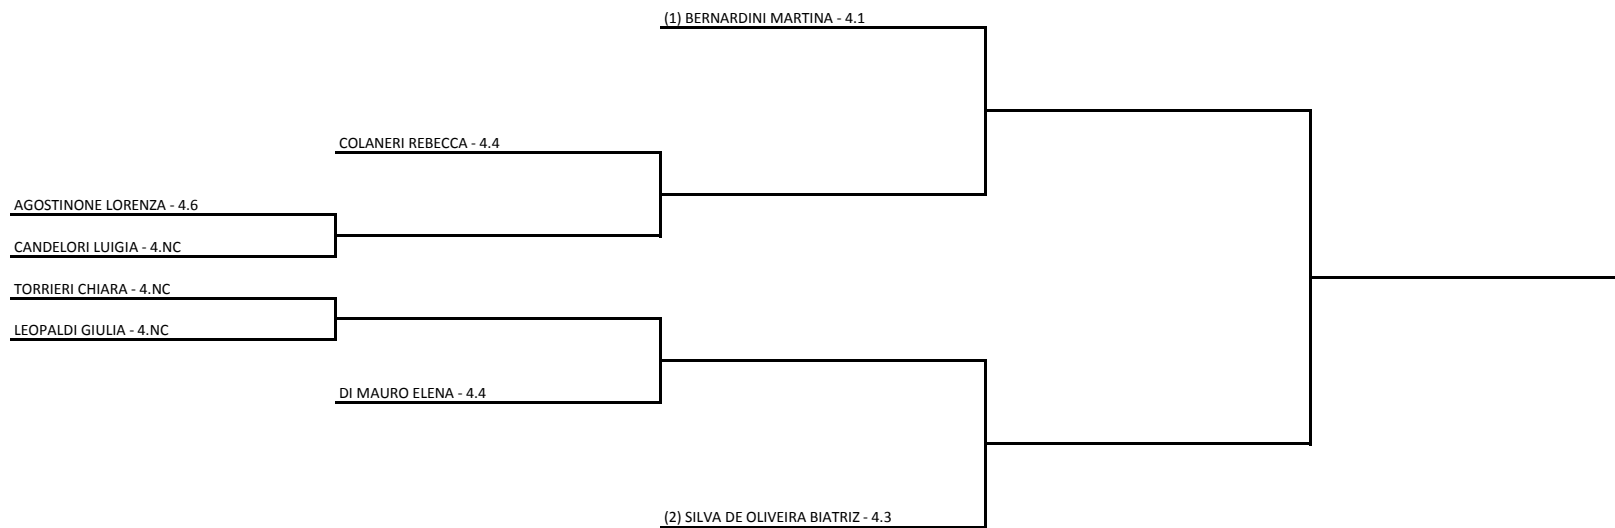 (1) BERNARDINI MARTINA - 4.1
COLANERI REBECCA - 4.4
AGOSTINONE LORENZA - 4.6
CANDELORI LUIGIA - 4.NC
TORRIERI CHIARA - 4.NC
LEOPALDI GIULIA - 4.NC
DI MAURO ELENA - 4.4
(2) SILVA DE OLIVEIRA BIATRIZ - 4.3